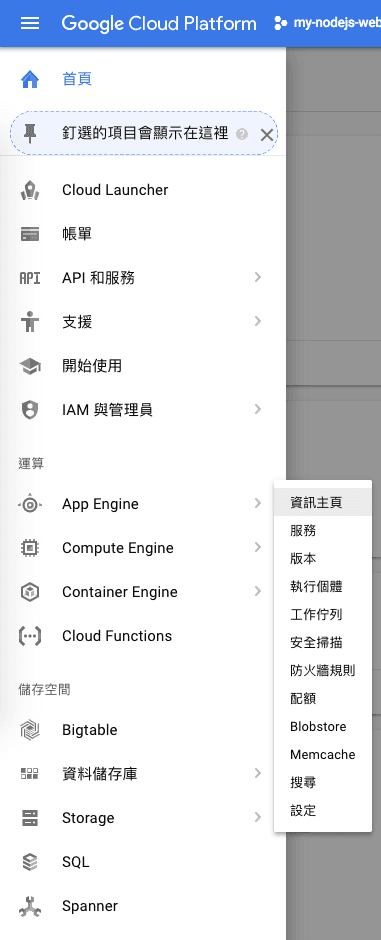 Google Cloud Platform
my-nodejs-web
首頁
釘選的項目會顯示在這裡
Cloud Launcher
帳單
API 和服務
支援
開始使用
IAM 與管理員
運算
App Engine
Compute Engine
Container Engine
Cloud Functions
儲存空間
Bigtable
資料儲存庫
Storage
SQL
Spanner
資訊主頁
服務
版本
執行個體
工作佇列
安全掃描
防火牆規則
配額
Blobstore
Memcache
搜尋
設定